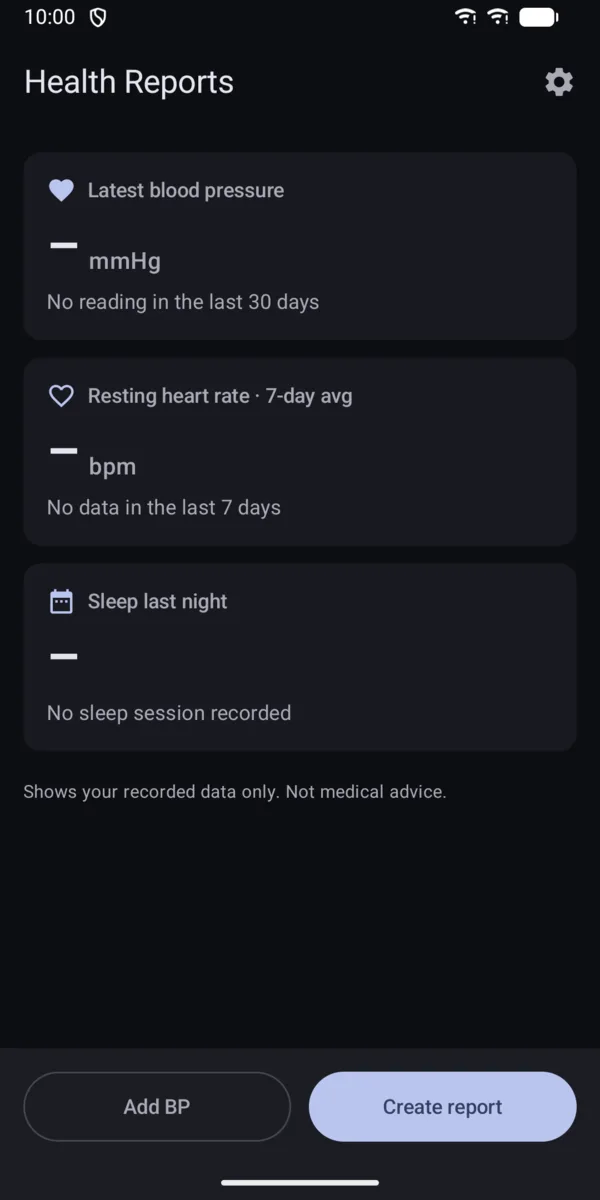 10:00
Health Reports
Latest blood pressure
– mmHg
No reading in the last 30 days
Resting heart rate · 7-day avg
– bpm
No data in the last 7 days
Sleep last night
–
No sleep session recorded
Shows your recorded data only. Not medical advice.
Add BP
Create report